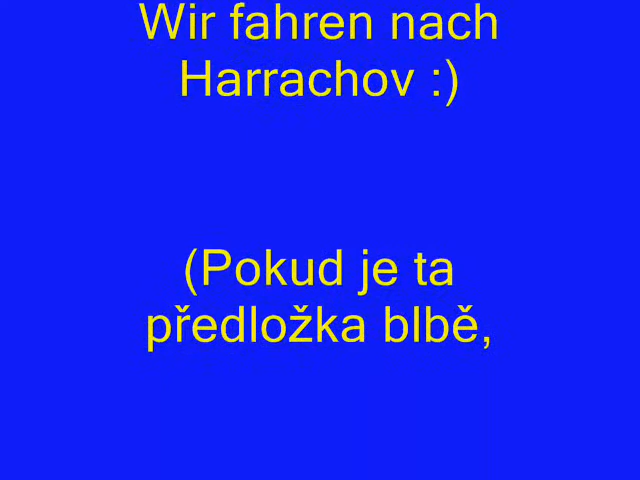 Wir fahren nach
Harrachov :)
(Pokud je ta
předložka blbě,